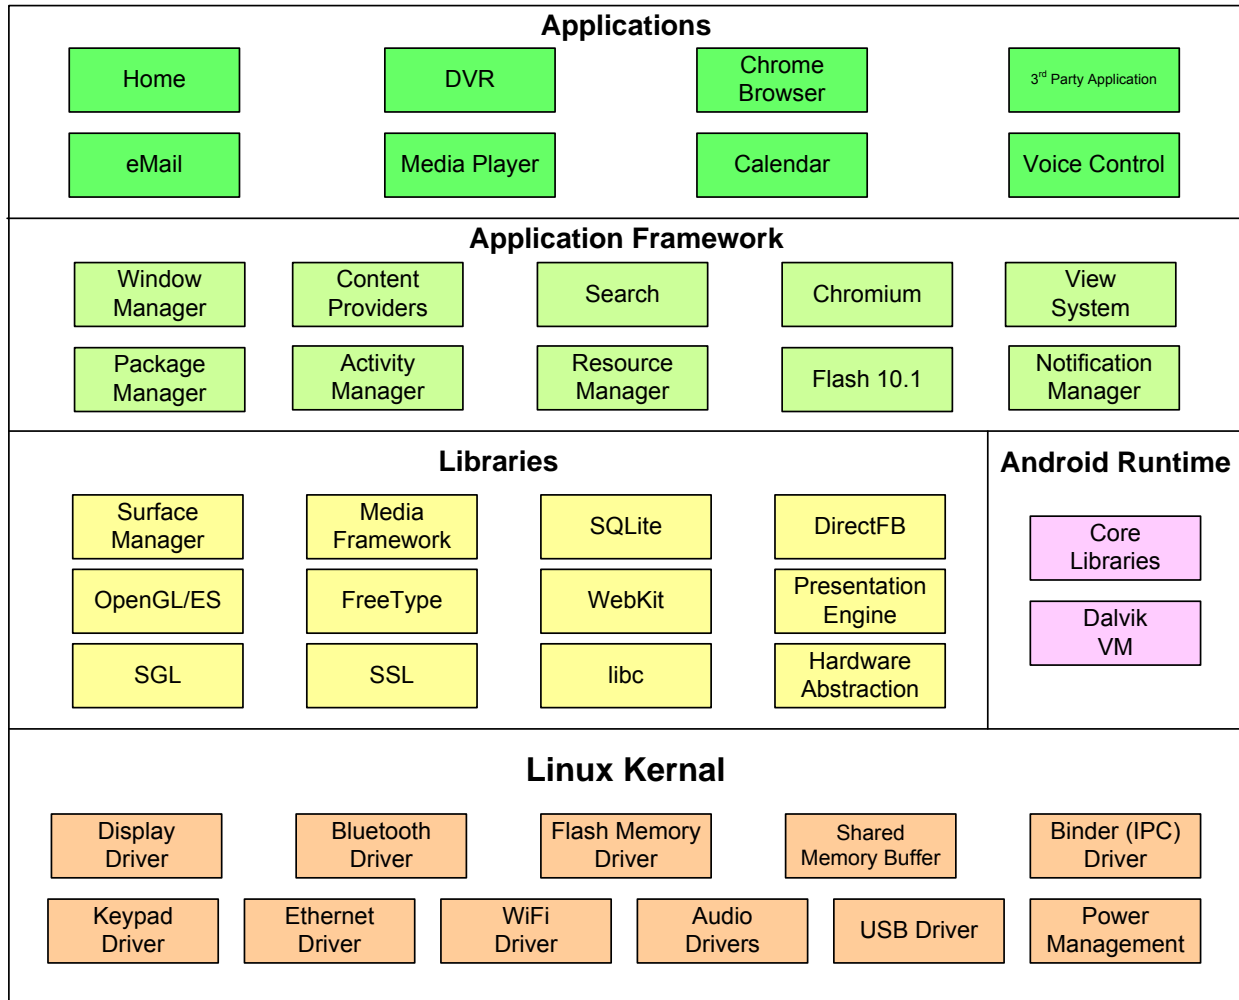 Applications
Home
DVR
Chrome
Browser
3rd Party Application
eMail
Media Player
Calendar
Voice Control
Application Framework
Window
Manager
Content
Providers
Search
Chromium
View
System
Package
Manager
Activity
Manager
Resource
Manager
Flash 10.1
Notification
Manager
Libraries
Surface
Manager
Media
Framework
SQLite
DirectFB
OpenGL/ES
FreeType
WebKit
Presentation
Engine
SGL
SSL
libc
Hardware
Abstraction
Android Runtime
Core
Libraries
Dalvik
VM
Linux Kernal
Display
Driver
Bluetooth
Driver
Flash Memory
Driver
Shared
Memory Buffer
Binder (IPC)
Driver
Keypad
Driver
Ethernet
Driver
WiFi
Driver
Audio
Drivers
USB Driver
Power
Management